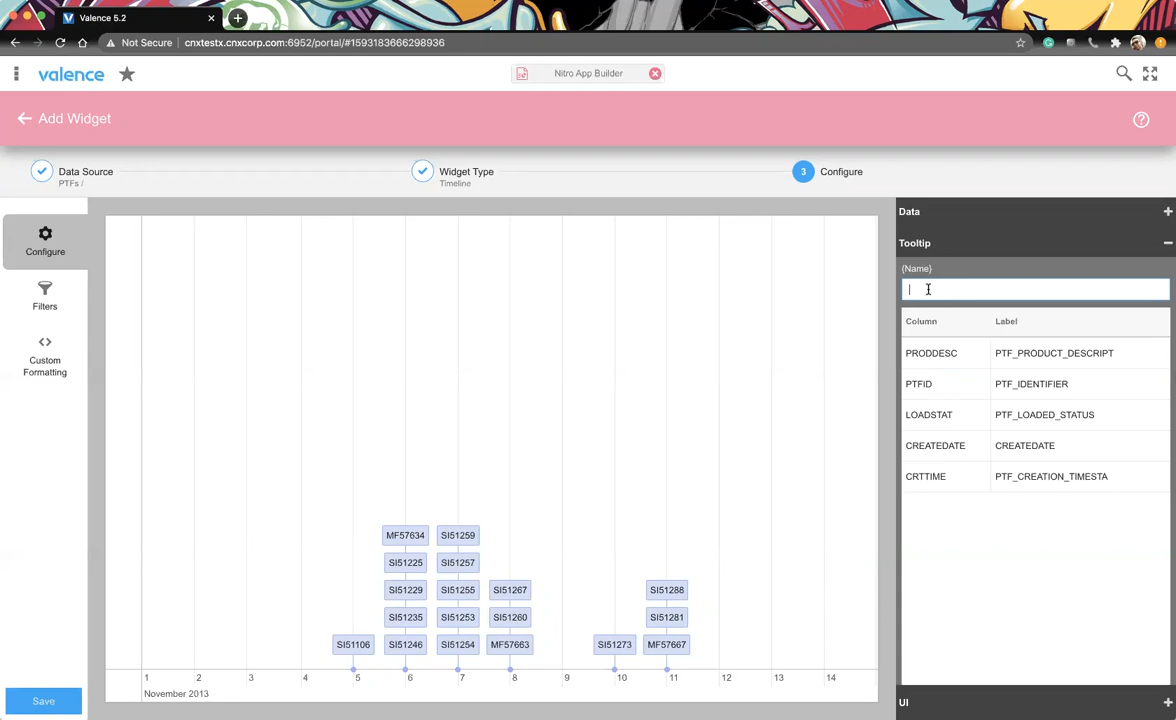 Valence 5.2
Not Secure
cnxtestx.cnxcorp.com:6952/portal/#1593183666298936
valence
Nitro App Builder
Add Widget
Data Source
PTFs /
Widget Type
Timeline
3
Configure
Configure
Filters
Custom
Formatting
Save
MF57634
SI51259
SI51225
SI51257
SI51229
SI51255
SI51267
SI51288
SI51235
SI51253
SI51260
SI51281
SI51106
SI51246
SI51254
MF57663
SI51273
MF57667
1 2 3 4 5 6 7 8 9 10 11 12 13 14
November 2013
Data
Tooltip
{Name}
Column Label
PRODDESC PTF_PRODUCT_DESCRIPT
PTFID PTF_IDENTIFIER
LOADSTAT PTF_LOADED_STATUS
CREATEDATE CREATEDATE
CRTTIME PTF_CREATION_TIMESTA
UI